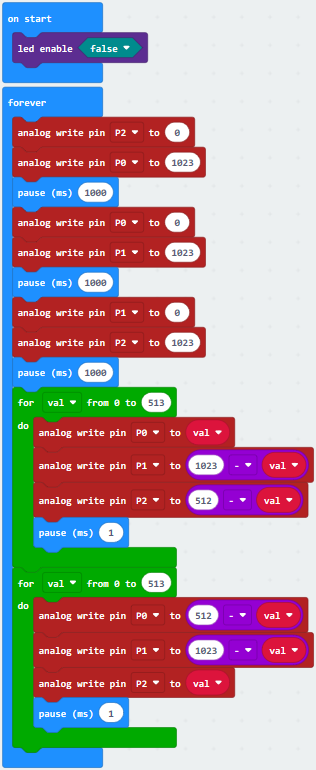 on start
led enable false
forever
analog write pin P2 to 0
analog write pin P0 to 1023
pause (ms) 1000
analog write pin P0 to 0
analog write pin P1 to 1023
pause (ms) 1000
analog write pin P1 to 0
analog write pin P2 to 1023
pause (ms) 1000
for val from 0 to 513
do
analog write pin P0 to val
analog write pin P1 to 1023 - val
analog write pin P2 to 512 - val
pause (ms) 1
for val from 0 to 513
do
analog write pin P0 to 512 - val
analog write pin P1 to 1023 - val
analog write pin P2 to val
pause (ms) 1